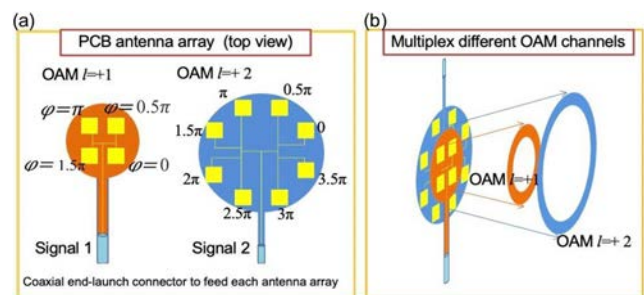 (a)
PCB antenna array (top view)
OAM l=+1
OAM l=+2
φ=π
φ=0.5π
φ=1.5π
φ=0
π
0.5π
1.5π
0
2π
3.5π
2.5π
3π
Signal 1
Signal 2
Coaxial end-launch connector to feed each antenna array
(b)
Multiplex different OAM channels
OAM l=+1
OAM l=+2